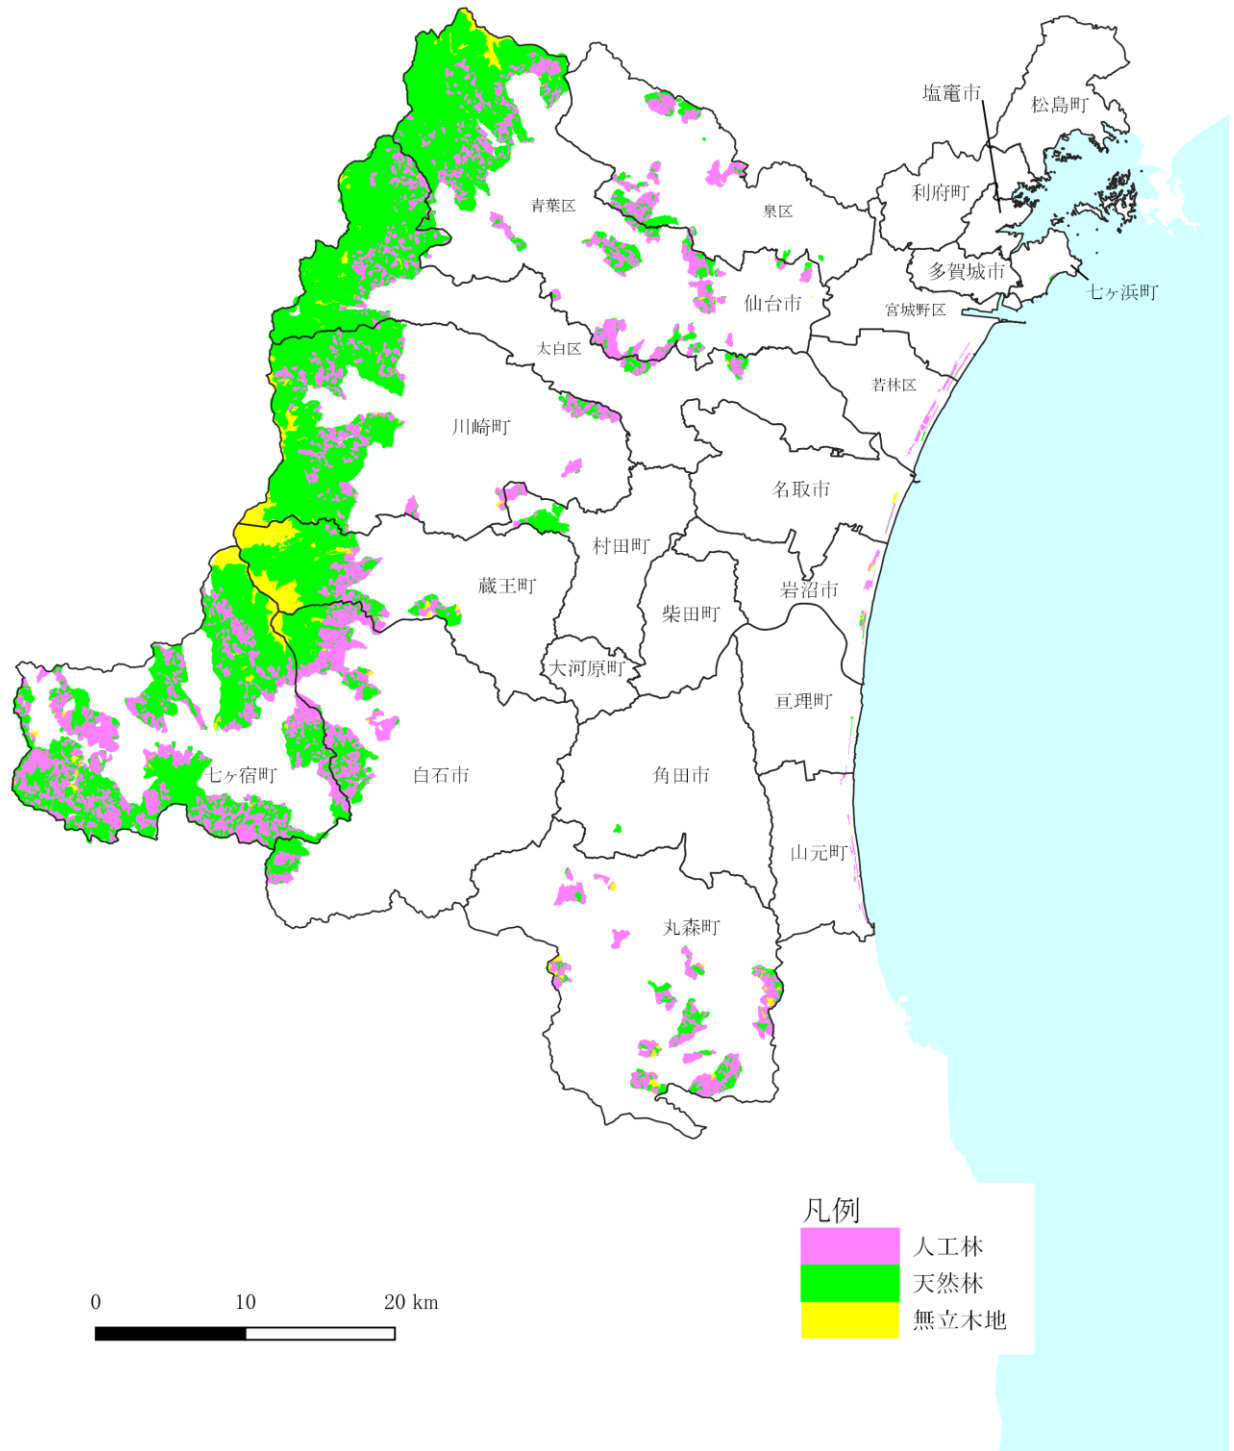 塩竈市
松島町
利府町
青葉区
泉区
多賀城市
七ヶ浜町
仙台市
宮城野区
太白区
若林区
川崎町
名取市
村田町
蔵王町
岩沼市
柴田町
大河原町
亘理町
七ヶ宿町
白石市
角田市
山元町
丸森町
凡例
人工林
天然林
無立木地
0 10 20 km